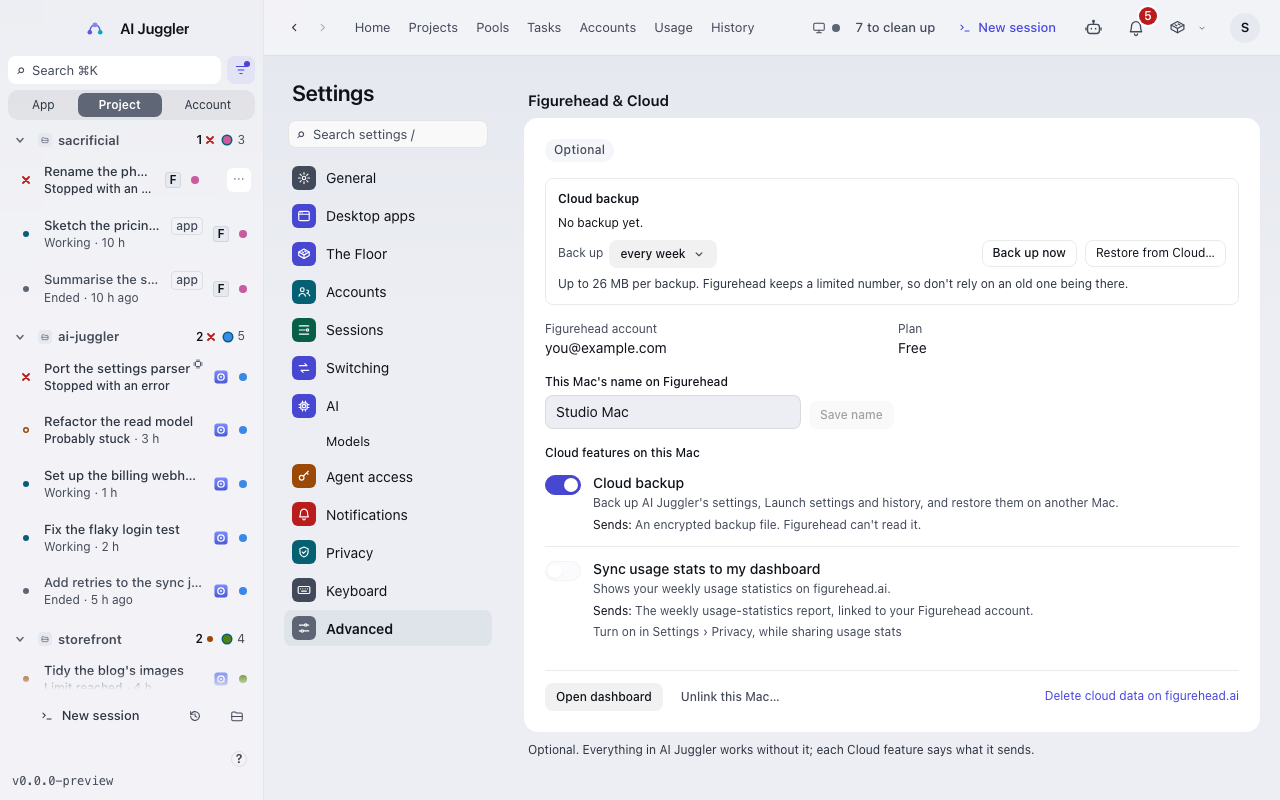 AI Juggler
Home
Projects
Pools
Tasks
Accounts
Usage
History
7 to clean up
New session
5
S
Search ⌘K
App
Project
Account
sacrificial
1
3
Rename the ph...
Stopped with an ...
F
Sketch the pricin...
app
F
Working · 10 h
Summarise the s...
app
F
Ended · 10 h ago
ai-juggler
2
5
Port the settings parser
Stopped with an error
Refactor the read model
Probably stuck · 3 h
Set up the billing webh...
Working · 1 h
Fix the flaky login test
Working · 2 h
Add retries to the sync j...
Ended · 5 h ago
storefront
2
4
Tidy the blog's images
Limit reached · 4 h
New session
?
v0.0.0-preview
Settings
Search settings /
General
Desktop apps
The Floor
Accounts
Sessions
Switching
AI
Models
Agent access
Notifications
Privacy
Keyboard
Advanced
Figurehead & Cloud
Optional
Cloud backup
No backup yet.
Back up
every week
Back up now
Restore from Cloud...
Up to 26 MB per backup. Figurehead keeps a limited number, so don't rely on an old one being there.
Figurehead account
Plan
you@example.com
Free
This Mac's name on Figurehead
Studio Mac
Save name
Cloud features on this Mac
Cloud backup
Back up AI Juggler's settings, Launch settings and history, and restore them on another Mac.
Sends: An encrypted backup file. Figurehead can't read it.
Sync usage stats to my dashboard
Shows your weekly usage statistics on figurehead.ai.
Sends: The weekly usage-statistics report, linked to your Figurehead account.
Turn on in Settings › Privacy, while sharing usage stats
Open dashboard
Unlink this Mac...
Delete cloud data on figurehead.ai
Optional. Everything in AI Juggler works without it; each Cloud feature says what it sends.